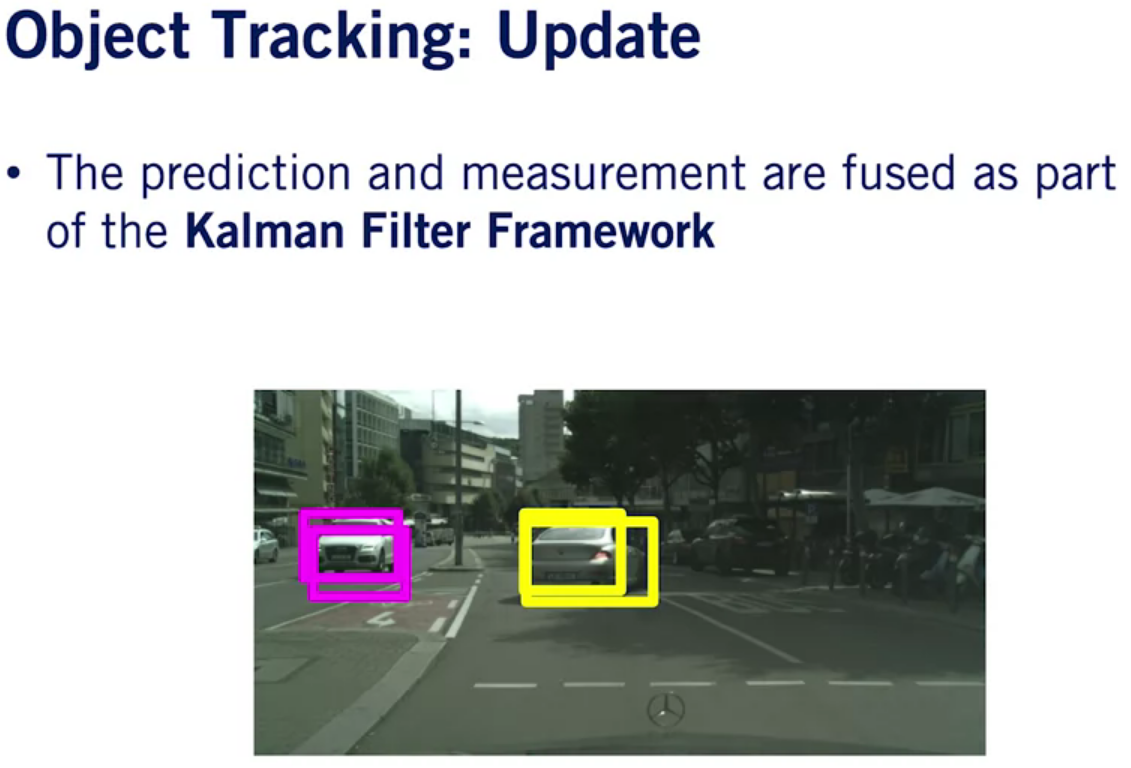 Object Tracking: Update
• The prediction and measurement are fused as part
of the Kalman Filter Framework